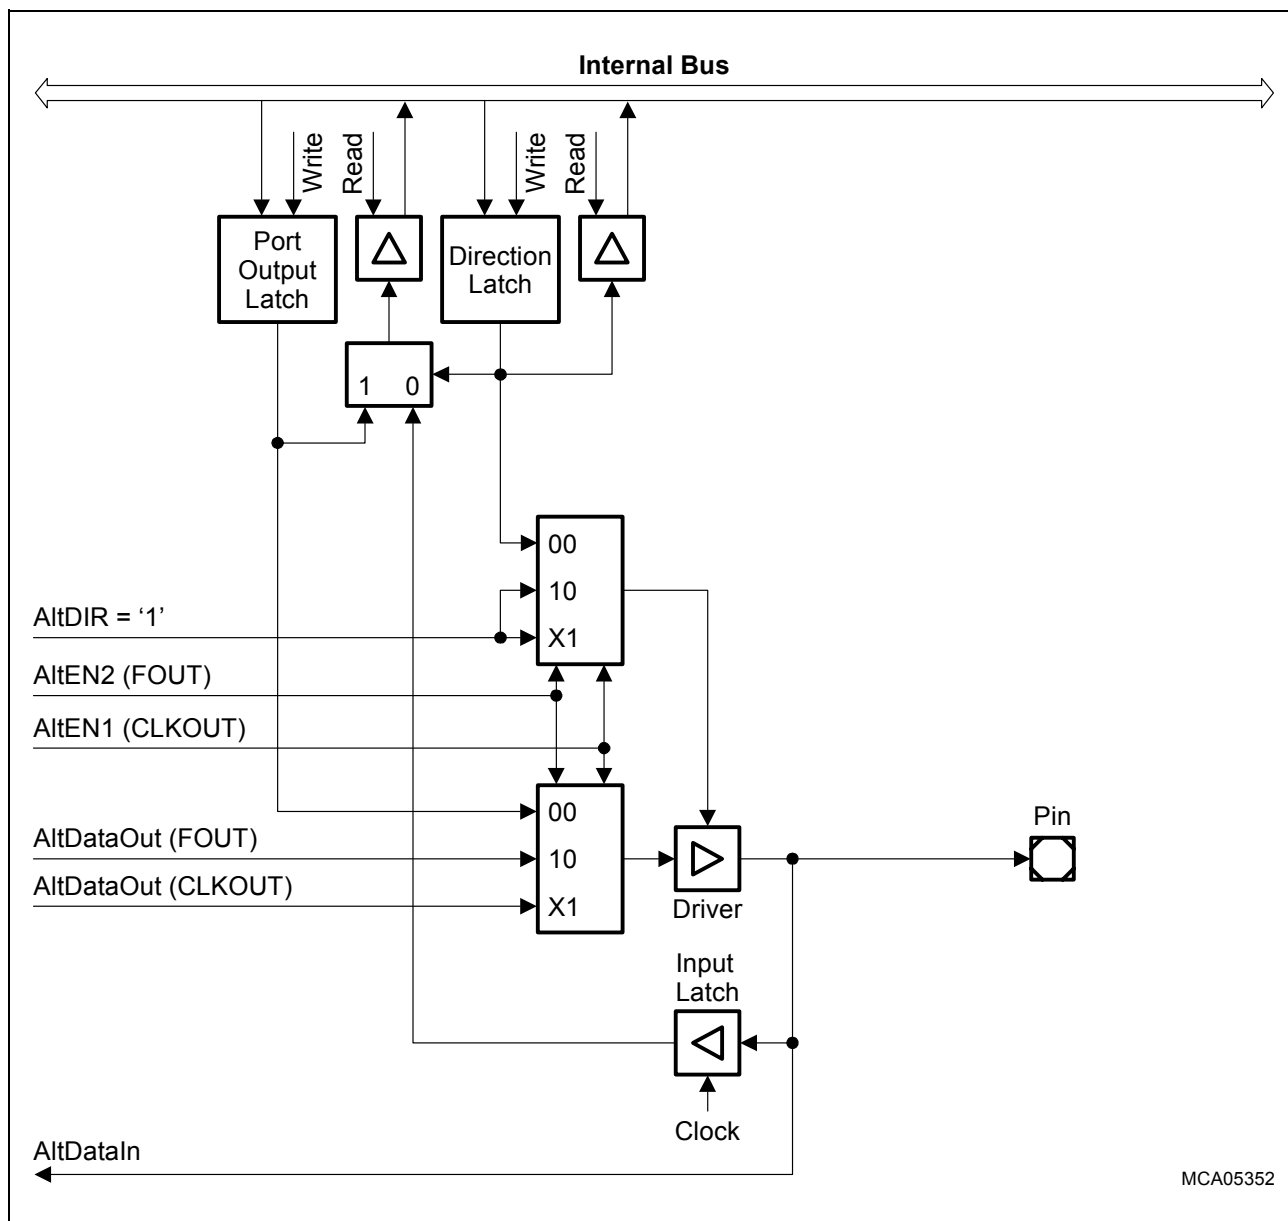 Internal Bus
Write
Read
Write
Read
Port
Output
Latch
Direction
Latch
1 0
00
10
X1
AltDIR = ‘1’
AltEN2 (FOUT)
AltEN1 (CLKOUT)
00
10
X1
AltDataOut (FOUT)
AltDataOut (CLKOUT)
Driver
Pin
Input
Latch
Clock
AltDataIn
MCA05352